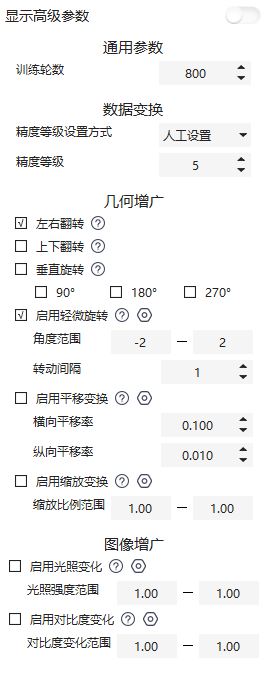 显示高级参数
通用参数
训练轮数 800
数据变换
精度等级设置方式 人工设置
精度等级 5
几何增广
左右翻转 ?
上下翻转 ?
垂直旋转 ?
90° 180° 270°
启用轻微旋转 ?
角度范围 -2 — 2
转动间隔 1
启用平移变换 ?
横向平移率 0.100
纵向平移率 0.010
启用缩放变换 ?
缩放比例范围 1.00 — 1.00
图像增广
启用光照变化 ?
光照强度范围 1.00 — 1.00
启用对比度变化 ?
对比度变化范围 1.00 — 1.00